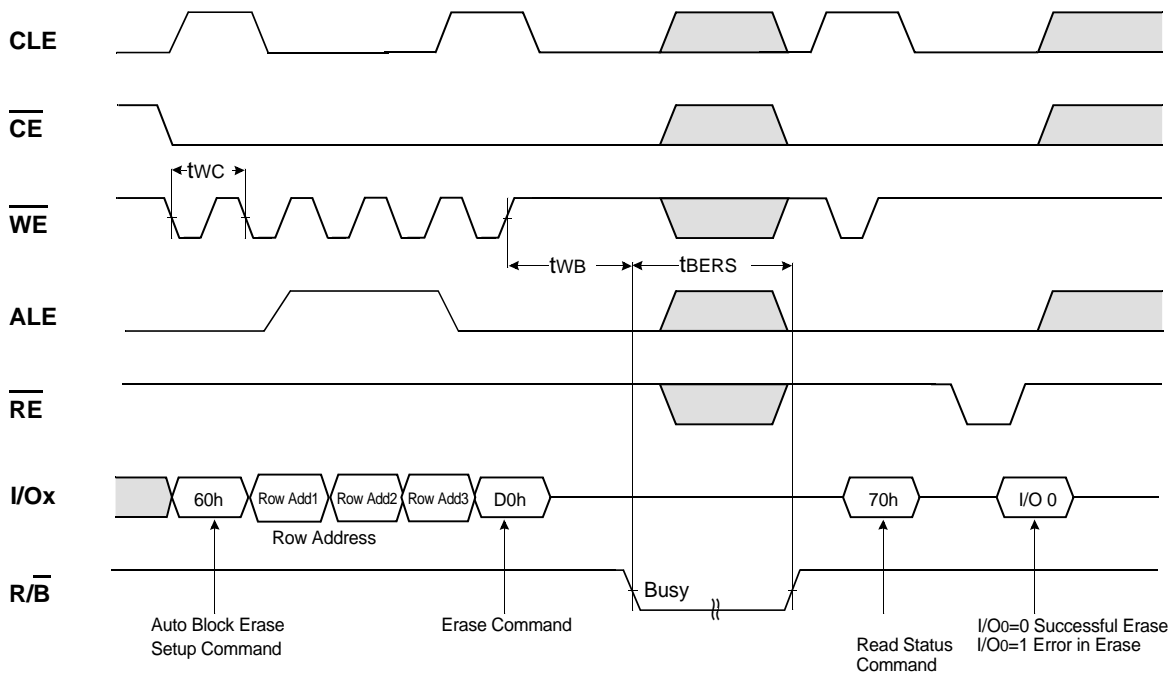 CLE
CE
tWC
WE
tWB
tBERS
ALE
RE
I/Ox
60h
Row Add1
Row Add2
Row Add3
D0h
70h
I/O 0
Row Address
R/B
Busy
Auto Block Erase
Setup Command
Erase Command
Read Status
Command
I/O0=0 Successful Erase
I/O0=1 Error in Erase